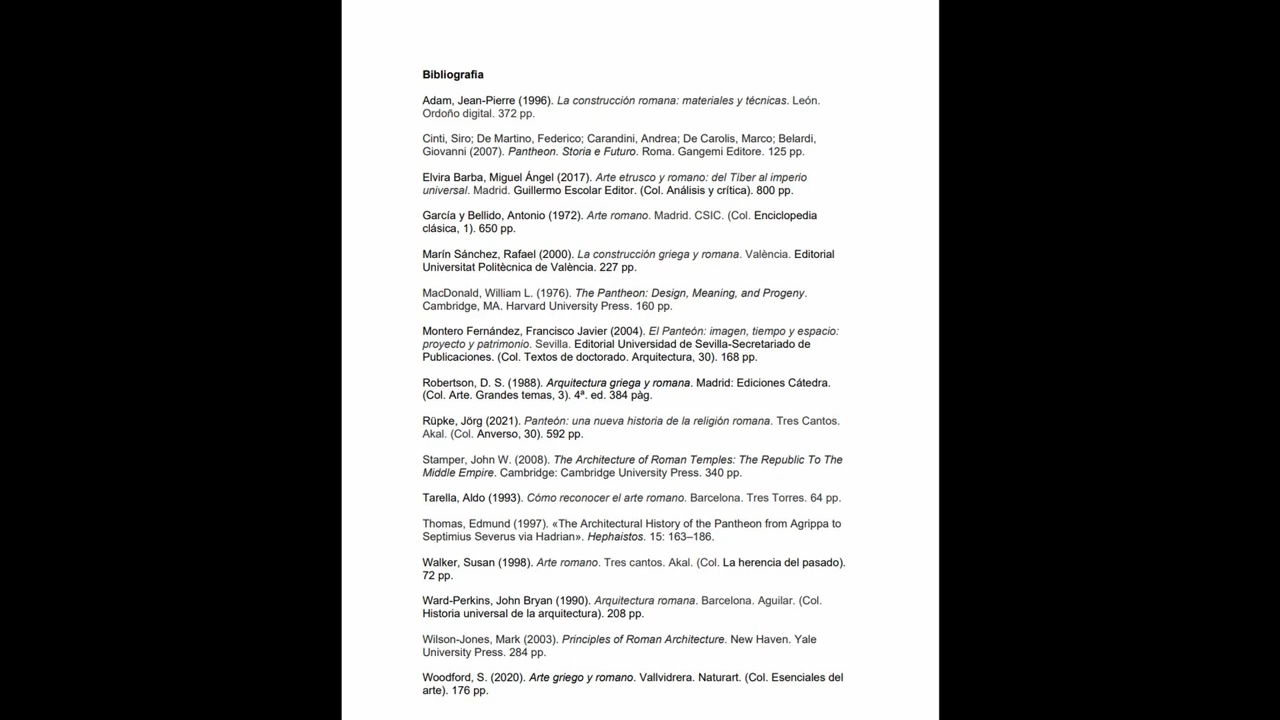 Bibliografia
Adam, Jean-Pierre (1996). La construcción romana: materiales y técnicas. León.
Ordoño digital. 372 pp.
Cinti, Siro; De Martino, Federico; Carandini, Andrea; De Carolis, Marco; Belardi,
Giovanni (2007). Pantheon. Storia e Futuro. Roma. Gangemi Editore. 125 pp.
Elvira Barba, Miguel Ángel (2017). Arte etrusco y romano: del Tíber al imperio
universal. Madrid. Guillermo Escolar Editor. (Col. Análisis y crítica). 800 pp.
García y Bellido, Antonio (1972). Arte romano. Madrid. CSIC. (Col. Enciclopedia
clásica, 1). 650 pp.
Marín Sánchez, Rafael (2000). La construcción griega y romana. València. Editorial
Universitat Politècnica de València. 227 pp.
MacDonald, William L. (1976). The Pantheon: Design, Meaning, and Progeny.
Cambridge, MA. Harvard University Press. 160 pp.
Montero Fernández, Francisco Javier (2004). El Panteón: imagen, tiempo y espacio:
proyecto y patrimonio. Sevilla. Editorial Universidad de Sevilla-Secretariado de
Publicaciones. (Col. Textos de doctorado. Arquitectura, 30). 168 pp.
Robertson, D. S. (1988). Arquitectura griega y romana. Madrid: Ediciones Cátedra.
(Col. Arte. Grandes temas, 3). 4ª. ed. 384 pàg.
Rüpke, Jörg (2021). Panteón: una nueva historia de la religión romana. Tres Cantos.
Akal. (Col. Anverso, 30). 592 pp.
Stamper, John W. (2008). The Architecture of Roman Temples: The Republic To The
Middle Empire. Cambridge: Cambridge University Press. 340 pp.
Tarella, Aldo (1993). Cómo reconocer el arte romano. Barcelona. Tres Torres. 64 pp.
Thomas, Edmund (1997). «The Architectural History of the Pantheon from Agrippa to
Septimius Severus via Hadrian». Hephaistos. 15: 163–186.
Walker, Susan (1998). Arte romano. Tres cantos. Akal. (Col. La herencia del pasado).
72 pp.
Ward-Perkins, John Bryan (1990). Arquitectura romana. Barcelona. Aguilar. (Col.
Historia universal de la arquitectura). 208 pp.
Wilson-Jones, Mark (2003). Principles of Roman Architecture. New Haven. Yale
University Press. 284 pp.
Woodford, S. (2020). Arte griego y romano. Vallvidrera. Naturart. (Col. Esenciales del
arte). 176 pp.